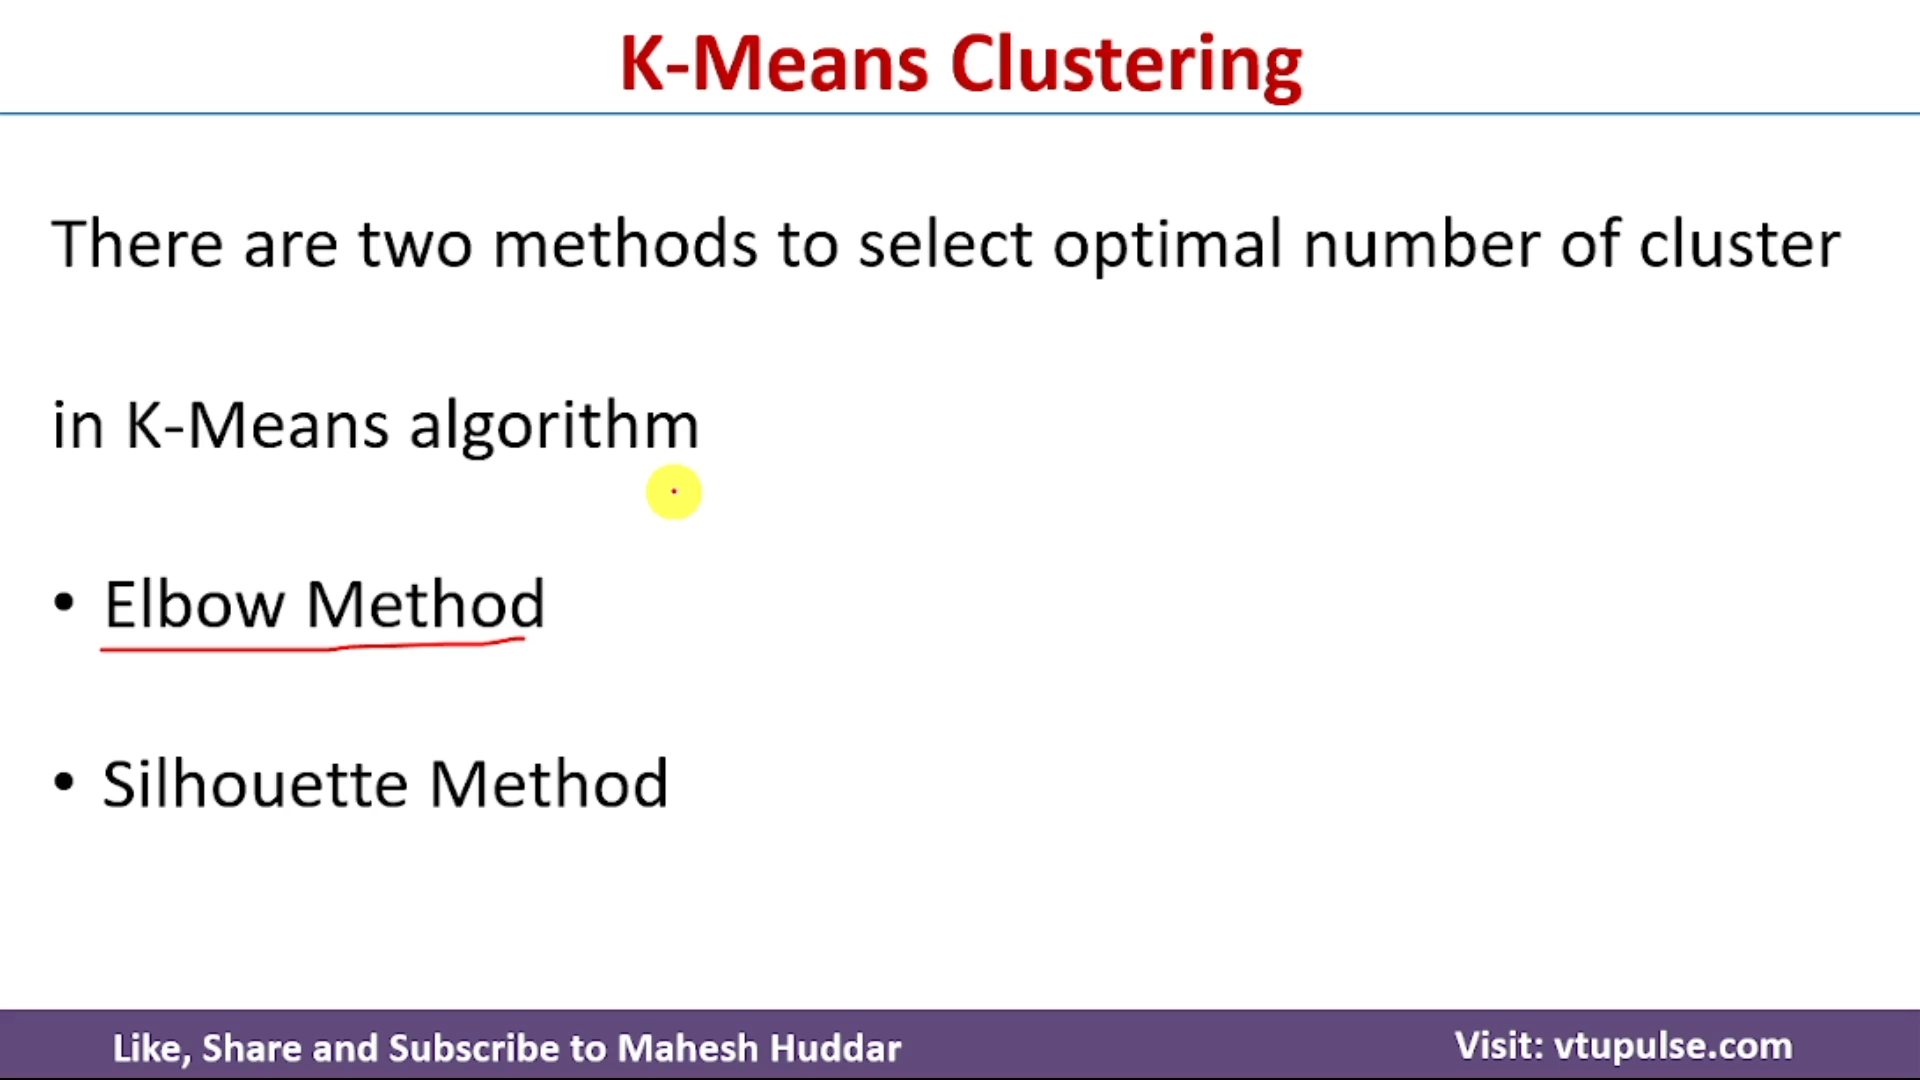 K-Means Clustering
There are two methods to select optimal number of cluster
in K-Means algorithm
• Elbow Method
• Silhouette Method
Like, Share and Subscribe to Mahesh Huddar
Visit: vtupulse.com